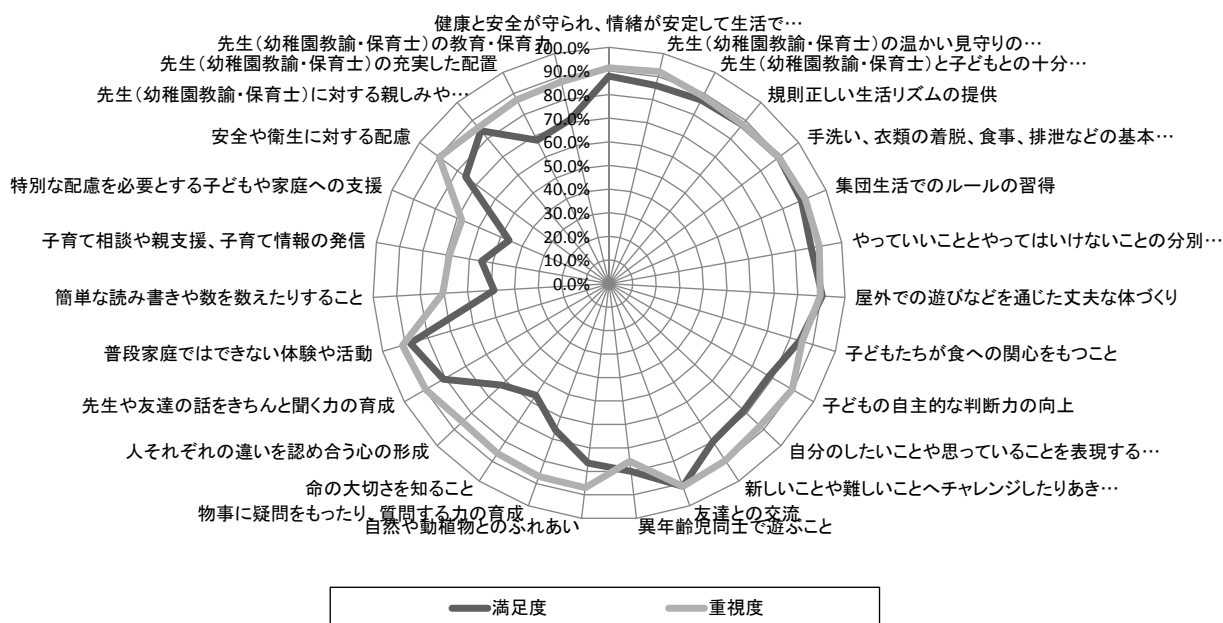 健康と安全が守られ、情緒が安定して生活で…
先生（幼稚園教諭・保育士）の温かい見守りの…
先生（幼稚園教諭・保育士）と子どもとの十分…
規則正しい生活リズムの提供
手洗い、衣類の着脱、食事、排泄などの基本…
集団生活でのルールの習得
やっていいこととやってはいけないことの分別…
屋外での遊びなどを通じた丈夫な体づくり
子どもたちが食への関心をもつこと
子どもの自主的な判断力の向上
自分のしたいことや思っていることを表現する…
新しいことや難しいことへチャレンジしたりあき…
友達との交流
異年齢児同士で遊ぶこと
自然や動植物とのふれあい
物事に疑問をもったり、質問する力の育成
命の大切さを知ること
人それぞれの違いを認め合う心の形成
先生や友達の話をきちんと聞く力の育成
普段家庭ではできない体験や活動
簡単な読み書きや数を数えたりすること
子育て相談や親支援、子育て情報の発信
特別な配慮を必要とする子どもや家庭への支援
安全や衛生に対する配慮
先生（幼稚園教諭・保育士）に対する親しみや…
先生（幼稚園教諭・保育士）の充実した配置
先生（幼稚園教諭・保育士）の教育・保育力
100.0%
90.0%
80.0%
70.0%
60.0%
50.0%
40.0%
30.0%
20.0%
10.0%
0.0%
満足度
重視度